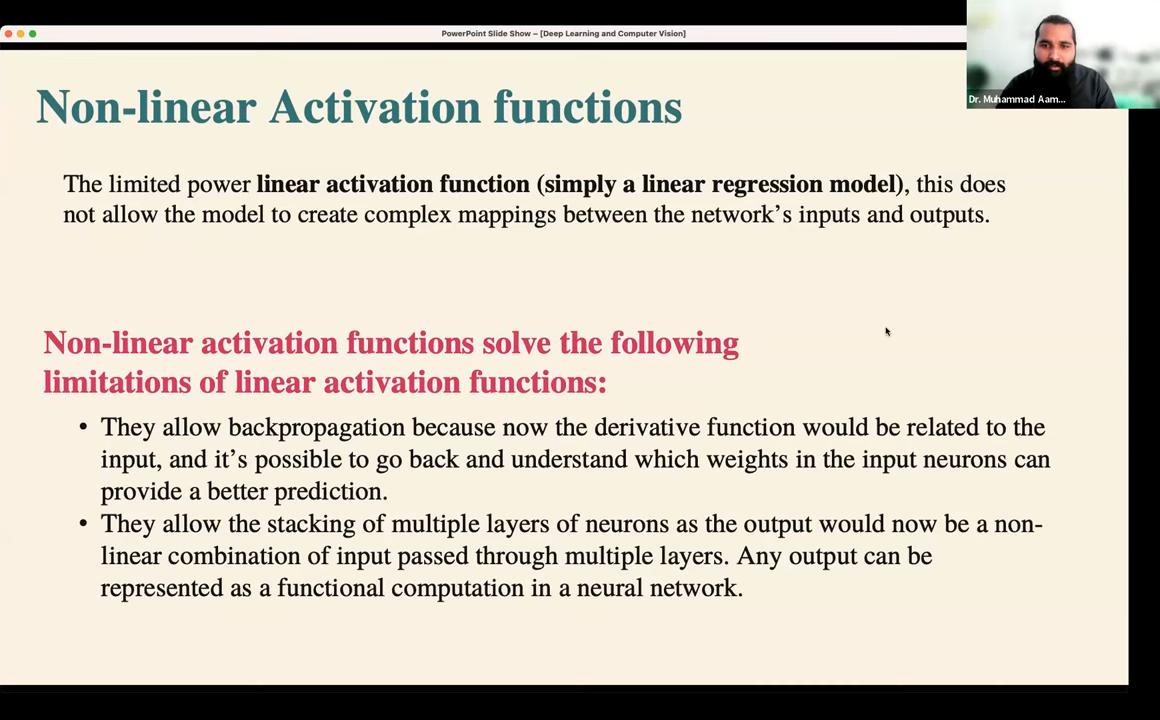 PowerPoint Slide Show – [Deep Learning and Computer Vision]
Dr. Muhammad Aam...
Non-linear Activation functions
The limited power linear activation function (simply a linear regression model), this does
not allow the model to create complex mappings between the network’s inputs and outputs.
Non-linear activation functions solve the following
limitations of linear activation functions:
• They allow backpropagation because now the derivative function would be related to the
input, and it’s possible to go back and understand which weights in the input neurons can
provide a better prediction.
• They allow the stacking of multiple layers of neurons as the output would now be a non-
linear combination of input passed through multiple layers. Any output can be
represented as a functional computation in a neural network.